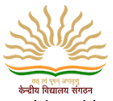 तत् त्वं पूषन् अपावृणु
केन्द्रीय विद्यालय संगठन